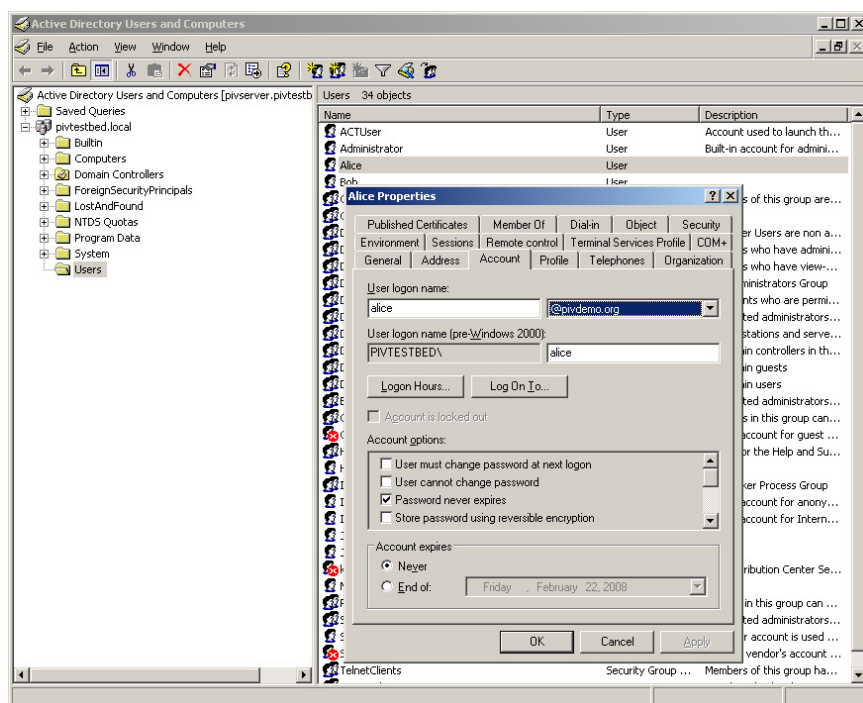 Active Directory Users and Computers
File Action View Window Help
Active Directory Users and Computers [pivserver.pivtestb
Saved Queries
pivtestbed.local
Builtin
Computers
Domain Controllers
ForeignSecurityPrincipals
LostAndFound
NTDS Quotas
Program Data
System
Users
Users 34 objects
Name Type Description
ACTUser User Account used to launch th...
Administrator User Built-in account for admini...
Alice User
Bob User
s of this group are...
er Users are non a...
s who have admini...
s who have view-...
ministrators Group
nts who are permi...
ted administrators...
stations and serve...
in controllers in th...
in guests
in users
ted administrators...
s in this group can...
account for guest ...
or the Help and Su...
ker Process Group
account for anony...
account for Intern...
ribution Center Se...
in this group can ...
ted administrators...
r account is used ...
vendor's account ...
TelnetClients Security Group ... Members of this group ha...
Alice Properties
Published Certificates Member Of Dial-in Object Security
Environment Sessions Remote control Terminal Services Profile COM+
General Address Account Profile Telephones Organization
User logon name:
alice @pivdemo.org
User logon name (pre-Windows 2000):
PIVTESTBED\ alice
Logon Hours... Log On To...
Account is locked out
Account options:
User must change password at next logon
User cannot change password
Password never expires
Store password using reversible encryption
Account expires
Never
End of: Friday , February 22, 2008
OK Cancel Apply